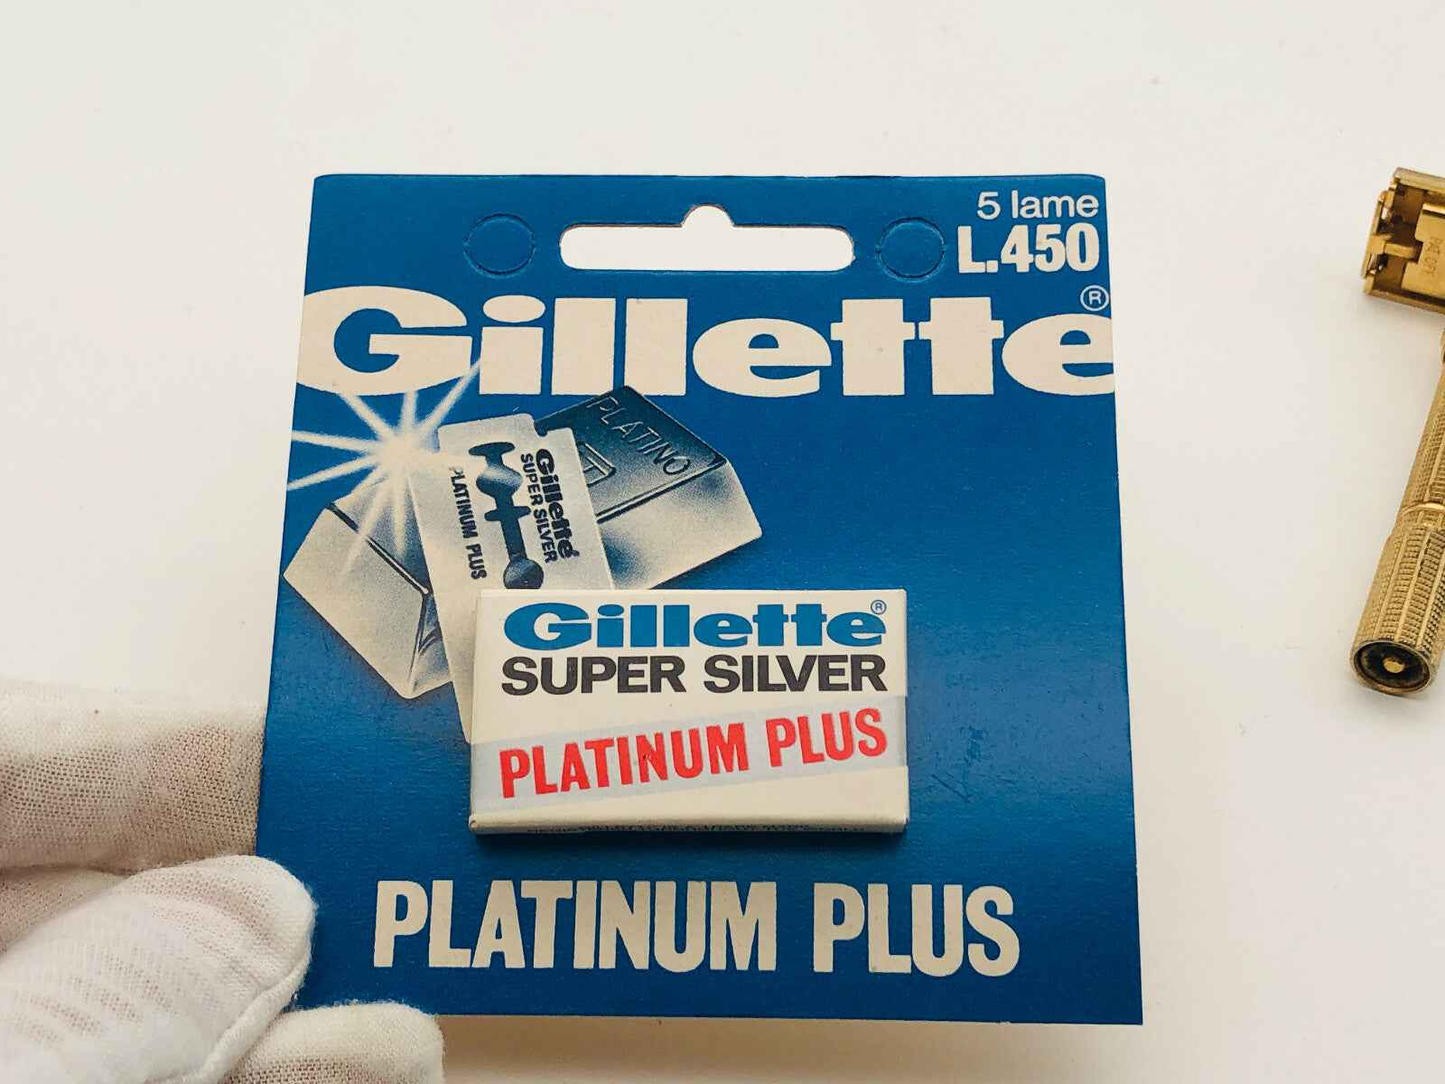 5 lame
L.450
Gillette®
PLATINO
Gillette
SUPER SILVER
PLATINUM PLUS
Gillette®
SUPER SILVER
PLATINUM PLUS
PLATINUM PLUS